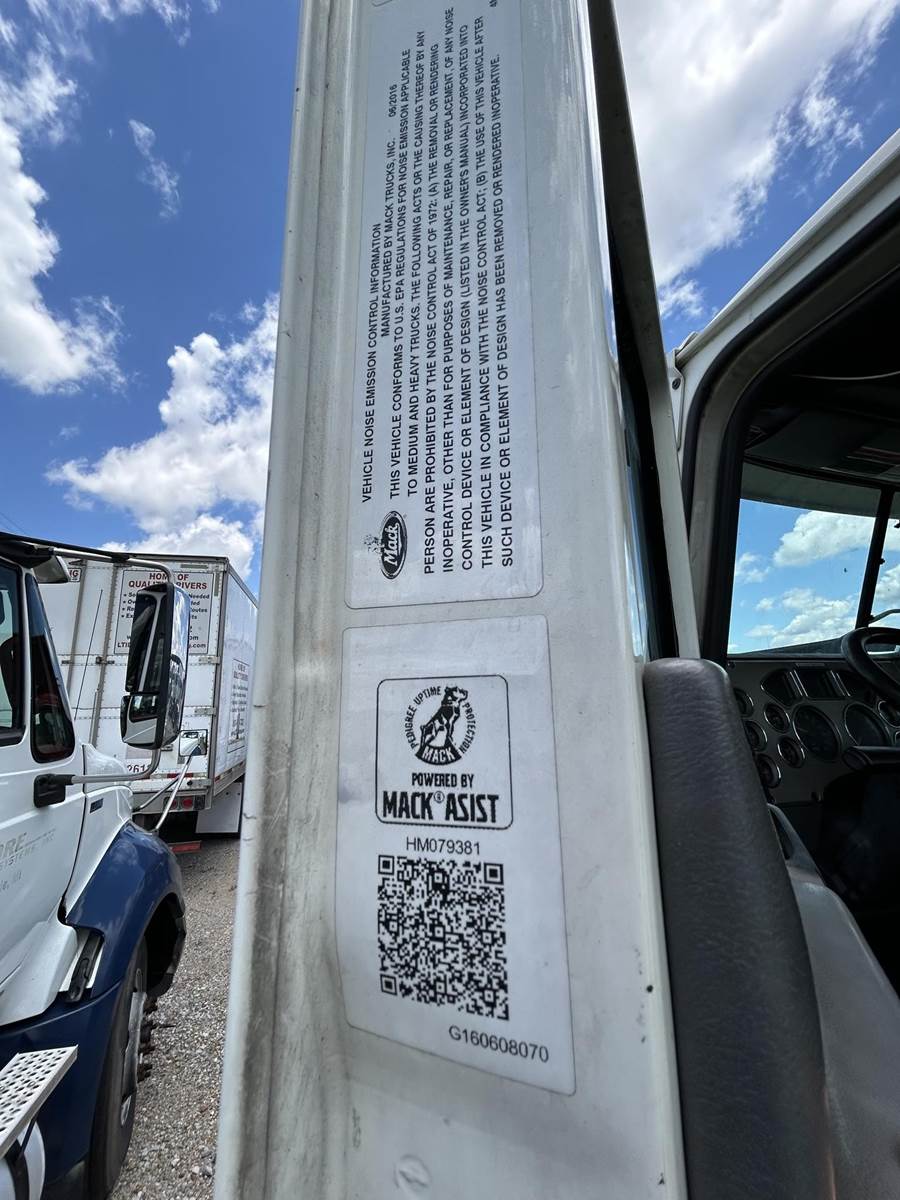 VEHICLE NOISE EMISSION CONTROL INFORMATION
MANUFACTURED BY MACK TRUCKS, INC. 06/2016
THIS VEHICLE CONFORMS TO U.S. EPA REGULATIONS FOR NOISE EMISSION APPLICABLE
TO MEDIUM AND HEAVY TRUCKS. THE FOLLOWING ACTS OR THE CAUSING THEREOF BY ANY
PERSON ARE PROHIBITED BY THE NOISE CONTROL ACT OF 1972: (A) THE REMOVAL OR RENDERING
INOPERATIVE, OTHER THAN FOR PURPOSES OF MAINTENANCE, REPAIR, OR REPLACEMENT, OF ANY NOISE
CONTROL DEVICE OR ELEMENT OF DESIGN (LISTED IN THE OWNER'S MANUAL) INCORPORATED INTO
THIS VEHICLE IN COMPLIANCE WITH THE NOISE CONTROL ACT; (B) THE USE OF THIS VEHICLE AFTER
SUCH DEVICE OR ELEMENT OF DESIGN HAS BEEN REMOVED OR RENDERED INOPERATIVE.
Mack
PEDIGREE UPTIME PROTECTION
MACK
POWERED BY
MACK® ASIST
HM079381
G160608070
HOME OF